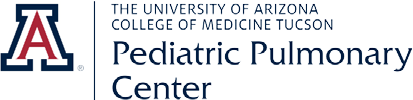 A
THE UNIVERSITY OF ARIZONA
COLLEGE OF MEDICINE TUCSON
Pediatric Pulmonary
Center